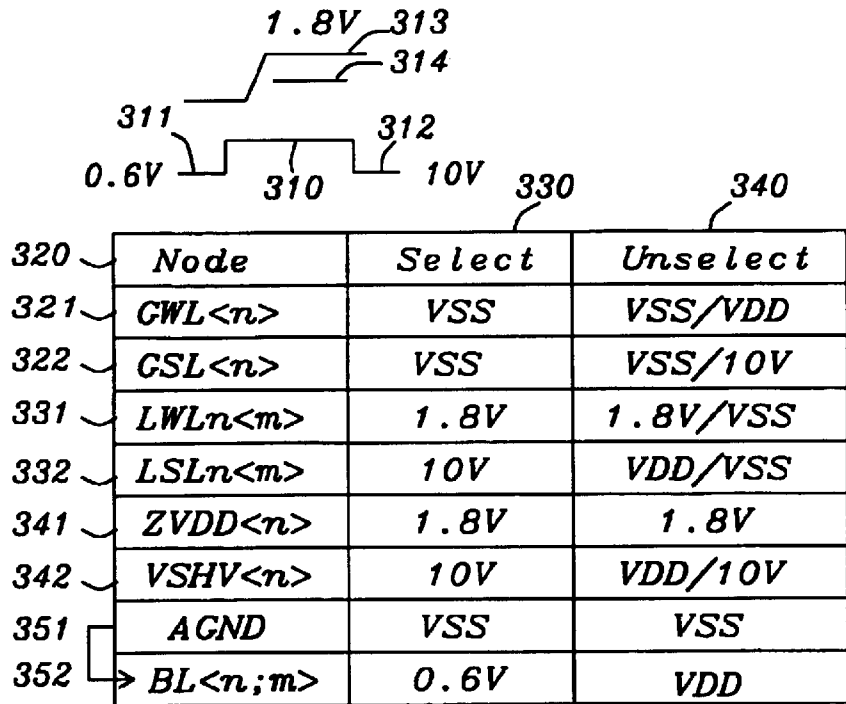 1.8V 313
314
311 312
0.6V 310 10V 330 340
320 Node Select Unselect
321 GWL<n> VSS VSS/VDD
322 GSL<n> VSS VSS/10V
331 LWLn<m> 1.8V 1.8V/VSS
332 LSLn<m> 10V VDD/VSS
341 ZVDD<n> 1.8V 1.8V
342 VSHV<n> 10V VDD/10V
351 AGND VSS VSS
352 BL<n;m> 0.6V VDD